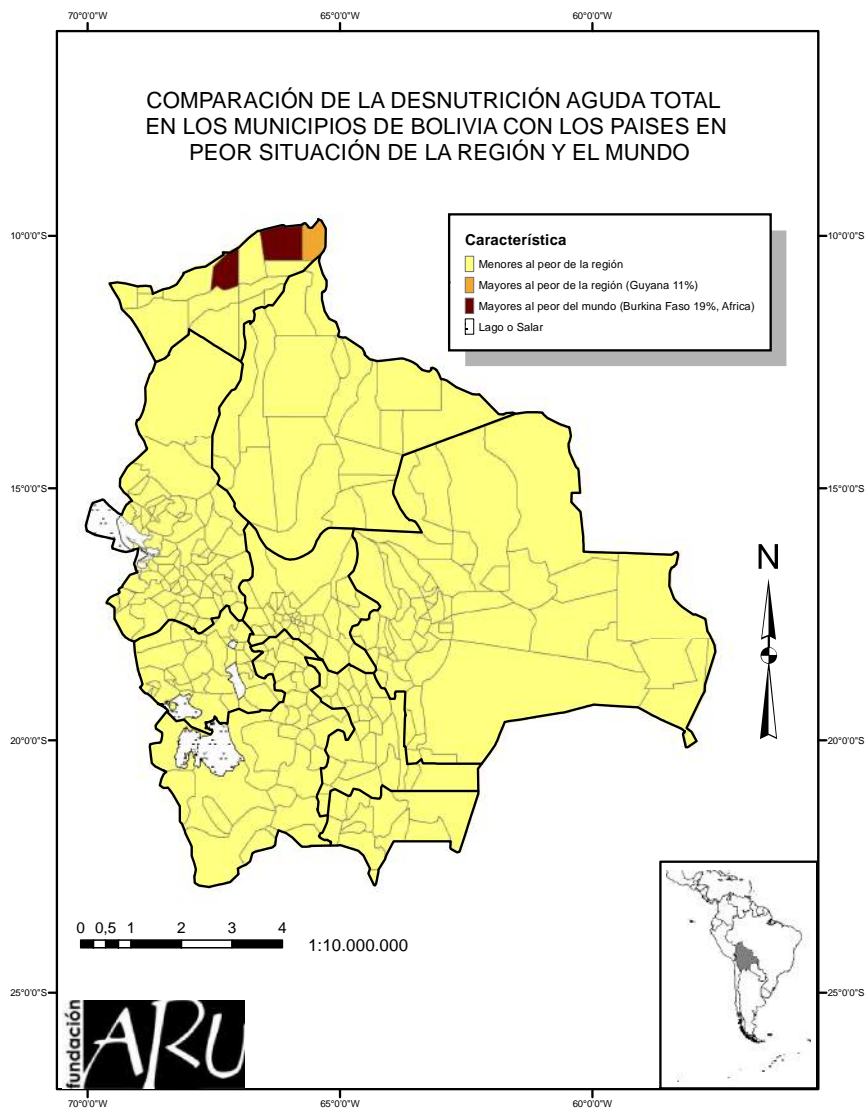 70°0'0"W 65°0'0"W 60°0'0"W
COMPARACIÓN DE LA DESNUTRICIÓN AGUDA TOTAL
EN LOS MUNICIPIOS DE BOLIVIA CON LOS PAISES EN
PEOR SITUACIÓN DE LA REGIÓN Y EL MUNDO
10°0'0"S 10°0'0"S
Característica
Menores al peor de la región
Mayores al peor de la región (Guyana 11%)
Mayores al peor del mundo (Burkina Faso 19%, Africa)
Lago o Salar
15°0'0"S 15°0'0"S
N
20°0'0"S 20°0'0"S
0 0,5 1 2 3 4
1:10.000.000
25°0'0"S 25°0'0"S
fundación
ARU
70°0'0"W 65°0'0"W 60°0'0"W